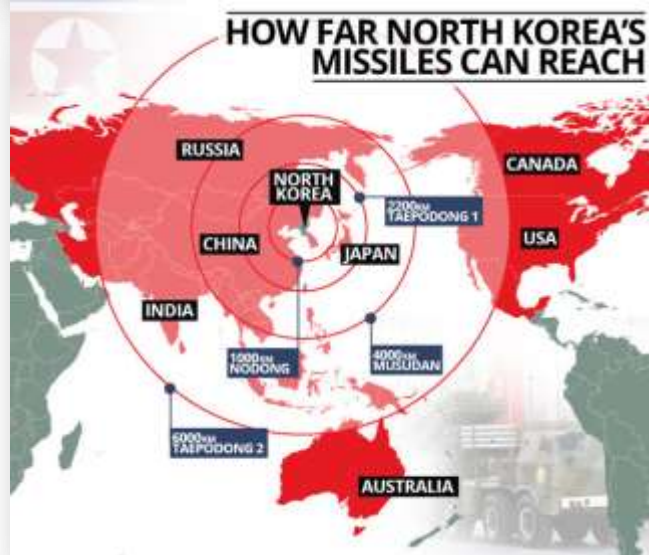 HOW FAR NORTH KOREA'S
MISSILES CAN REACH
RUSSIA
CANADA
NORTH
KOREA
2200KM
TAEPODONG 1
USA
CHINA
JAPAN
INDIA
1000KM
NODONG
4000KM
MUSUDAN
6000KM
TAEPODONG 2
AUSTRALIA